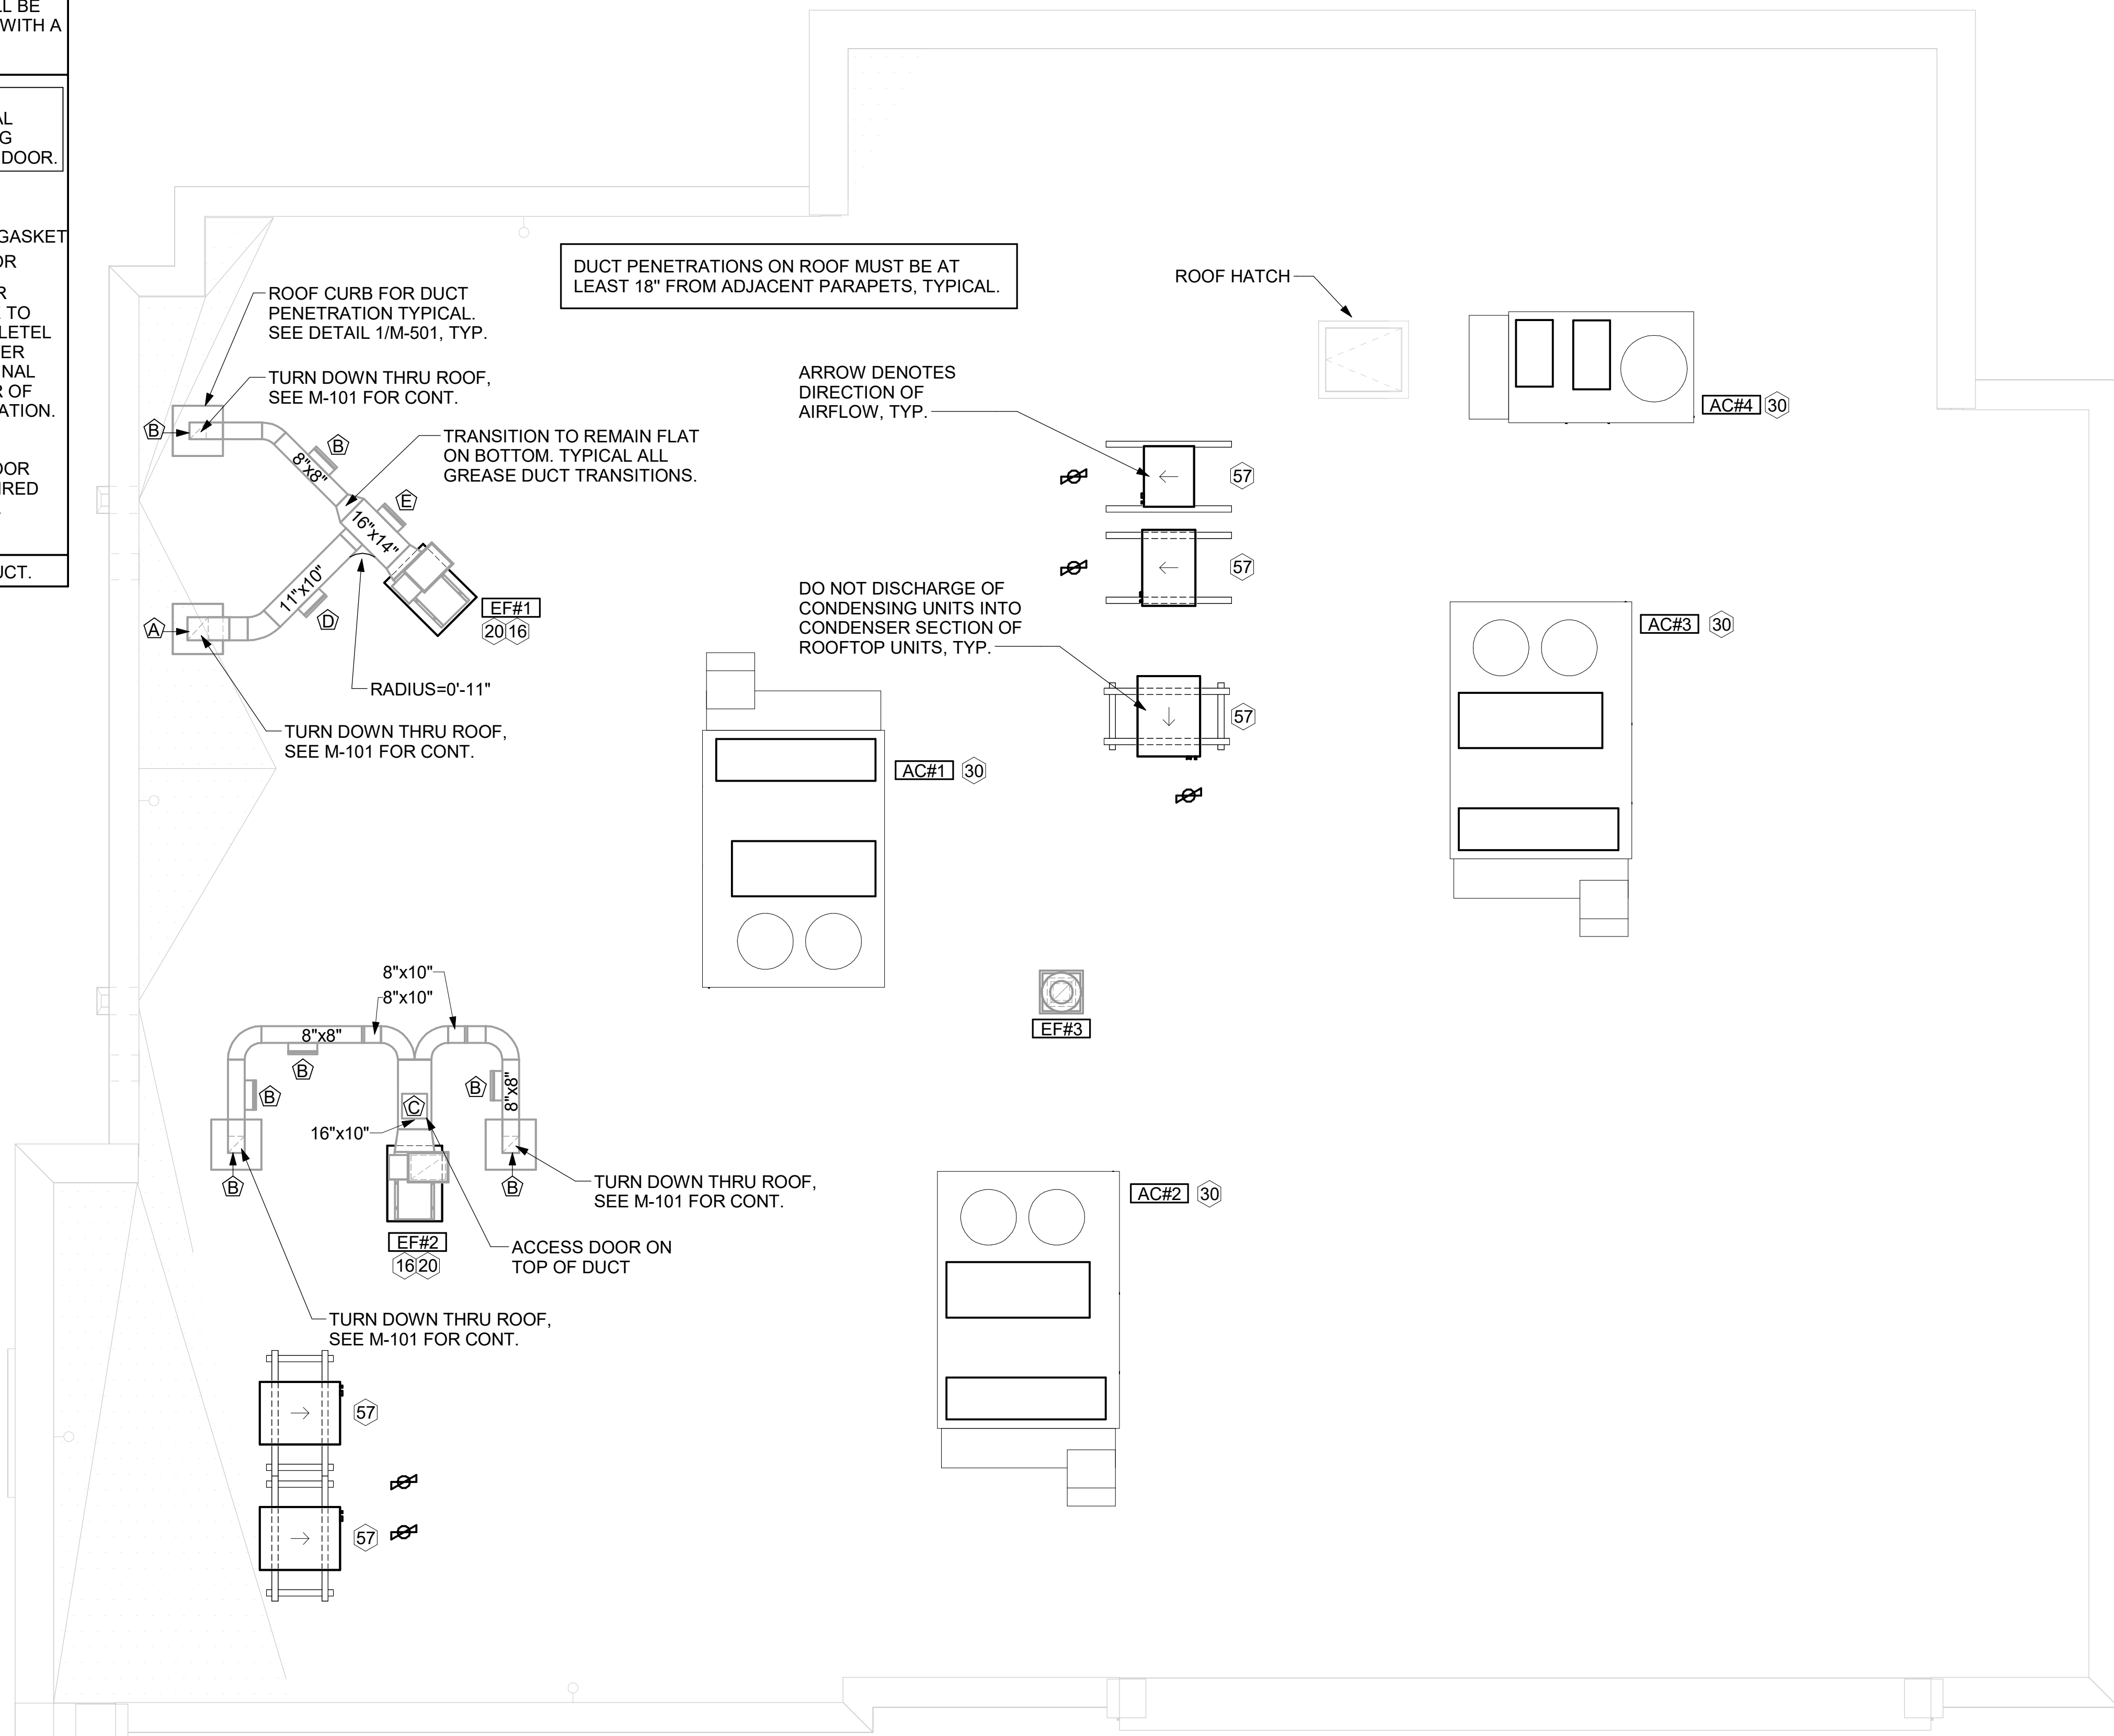 LL BE
WITH A
AL
G
DOOR.
GASKET
OR
R
TO
LETEL
ER
NAL
R OF
ATION.
OOR
IRED
UCT.
DUCT PENETRATIONS ON ROOF MUST BE AT
LEAST 18" FROM ADJACENT PARAPETS, TYPICAL.
ROOF HATCH
ROOF CURB FOR DUCT
PENETRATION TYPICAL.
SEE DETAIL 1/M-501, TYP.
TURN DOWN THRU ROOF,
SEE M-101 FOR CONT.
TRANSITION TO REMAIN FLAT
ON BOTTOM. TYPICAL ALL
GREASE DUCT TRANSITIONS.
B
B
8"x8"
E
16"x14"
11"x10"
D
A
EF#1
20 16
RADIUS=0'-11"
TURN DOWN THRU ROOF,
SEE M-101 FOR CONT.
ARROW DENOTES
DIRECTION OF
AIRFLOW, TYP.
57
57
DO NOT DISCHARGE OF
CONDENSING UNITS INTO
CONDENSER SECTION OF
ROOFTOP UNITS, TYP.
57
AC#4 30
AC#3 30
AC#1 30
EF#3
8"x10"
8"x10"
8"x8"
B
B
B
8"x8"
C
16"x10"
B
B
TURN DOWN THRU ROOF,
SEE M-101 FOR CONT.
EF#2
16 20
ACCESS DOOR ON
TOP OF DUCT
TURN DOWN THRU ROOF,
SEE M-101 FOR CONT.
AC#2 30
57
57